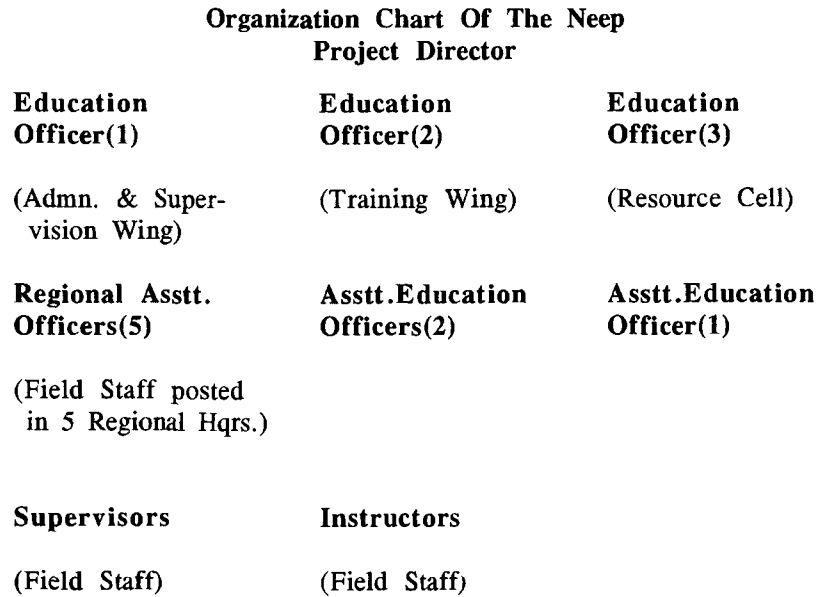 Organization Chart Of The Neep
Project Director
Education Officer(1)
Education Officer(2)
Education Officer(3)
(Admn. & Super-
vision Wing)
(Training Wing)
(Resource Cell)
Regional Asstt.
Officers(5)
Asstt.Education
Officers(2)
Asstt.Education
Officer(1)
(Field Staff posted
in 5 Regional Hqrs.)
Supervisors
Instructors
(Field Staff)
(Field Staff)